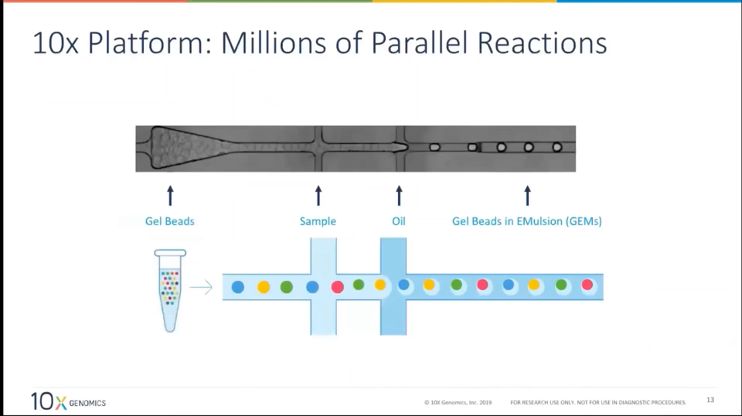 10x Platform: Millions of Parallel Reactions
Gel Beads
Sample
Oil
Gel Beads in EMulsion (GEMs)
10X GENOMICS
© 10X Genomics, Inc. 2019
FOR RESEARCH USE ONLY. NOT FOR USE IN DIAGNOSTIC PROCEDURES.
13